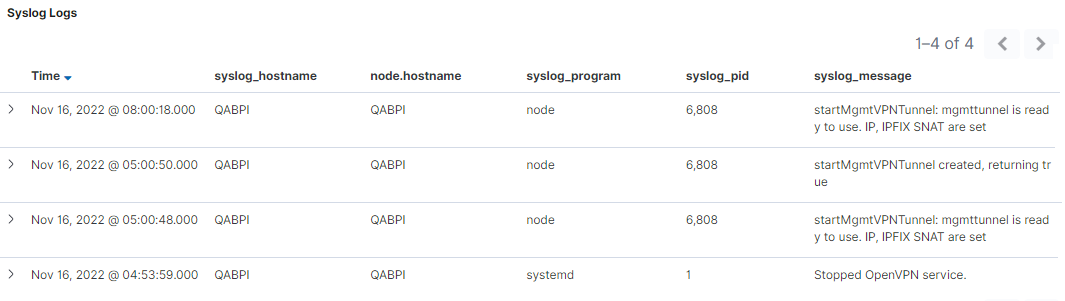 Syslog Logs
1–4 of 4
Time syslog_hostname node.hostname syslog_program syslog_pid syslog_message
Nov 16, 2022 @ 08:00:18.000 QABPI QABPI node 6,808 startMgmtVPNTunnel: mgmttunnel is read
y to use. IP, IPFIX SNAT are set
Nov 16, 2022 @ 05:00:50.000 QABPI QABPI node 6,808 startMgmtVPNTunnel created, returning tr
ue
Nov 16, 2022 @ 05:00:48.000 QABPI QABPI node 6,808 startMgmtVPNTunnel: mgmttunnel is read
y to use. IP, IPFIX SNAT are set
Nov 16, 2022 @ 04:53:59.000 QABPI QABPI systemd 1 Stopped OpenVPN service.